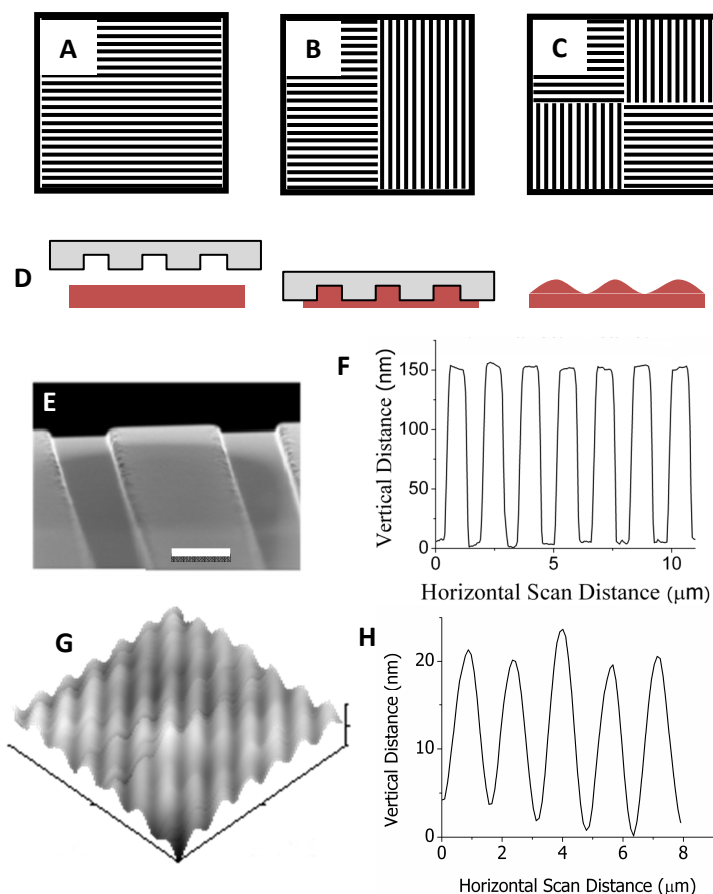 A
B
C
D
E
F
150
100
50
0
Vertical Distance (nm)
0
5
10
Horizontal Scan Distance (μm)
G
H
20
10
0
Vertical Distance (nm)
0
2
4
6
8
Horizontal Scan Distance (μm)